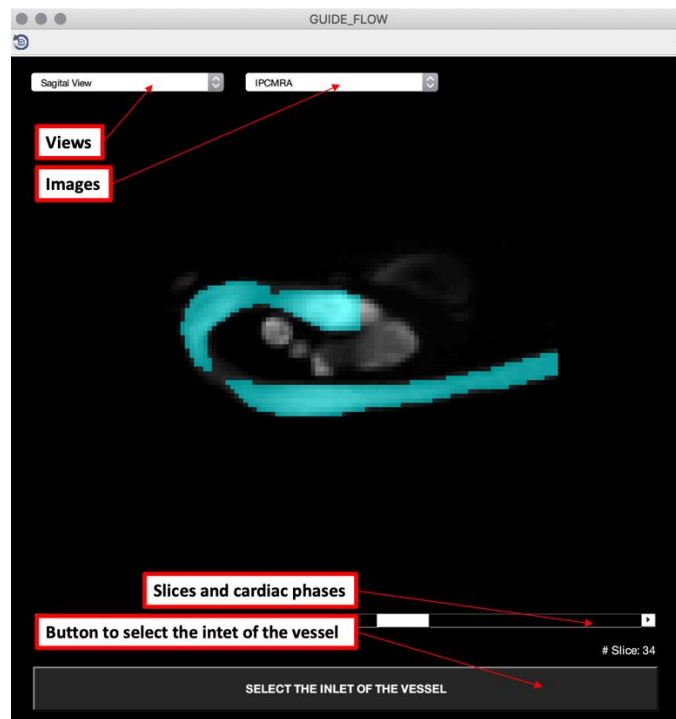 GUIDE_FLOW
Sagital View
IPCMRA
Views
Images
Slices and cardiac phases
Button to select the intet of the vessel
# Slice: 34
SELECT THE INLET OF THE VESSEL